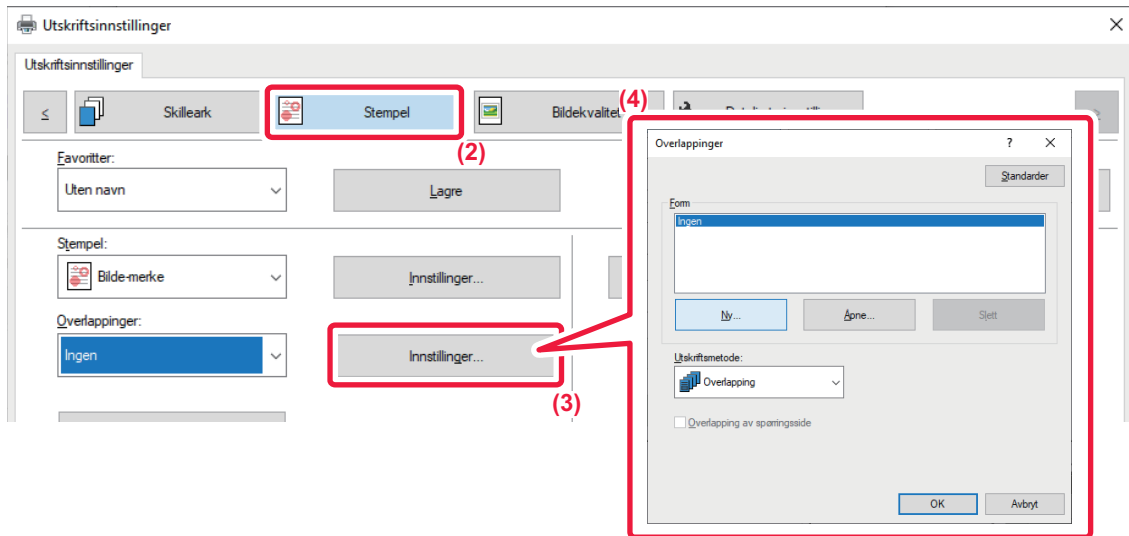 Utskriftsinnstillinger
Utskriftsinnstillinger
<
Skilleark
Stempel
Bildekvalitet
(2)
Favoritter:
Uten navn
Lagre
Stempel:
Bilde-merke
Innstillinger...
Overlappinger:
Ingen
Innstillinger...
(3)
(4)
Overlappinger
?
Standarder
Form
Ingen
Ny...
Åpne...
Slett
Utskriftsmetode:
Overlapping
Overlapping av spørringsside
OK
Avbryt